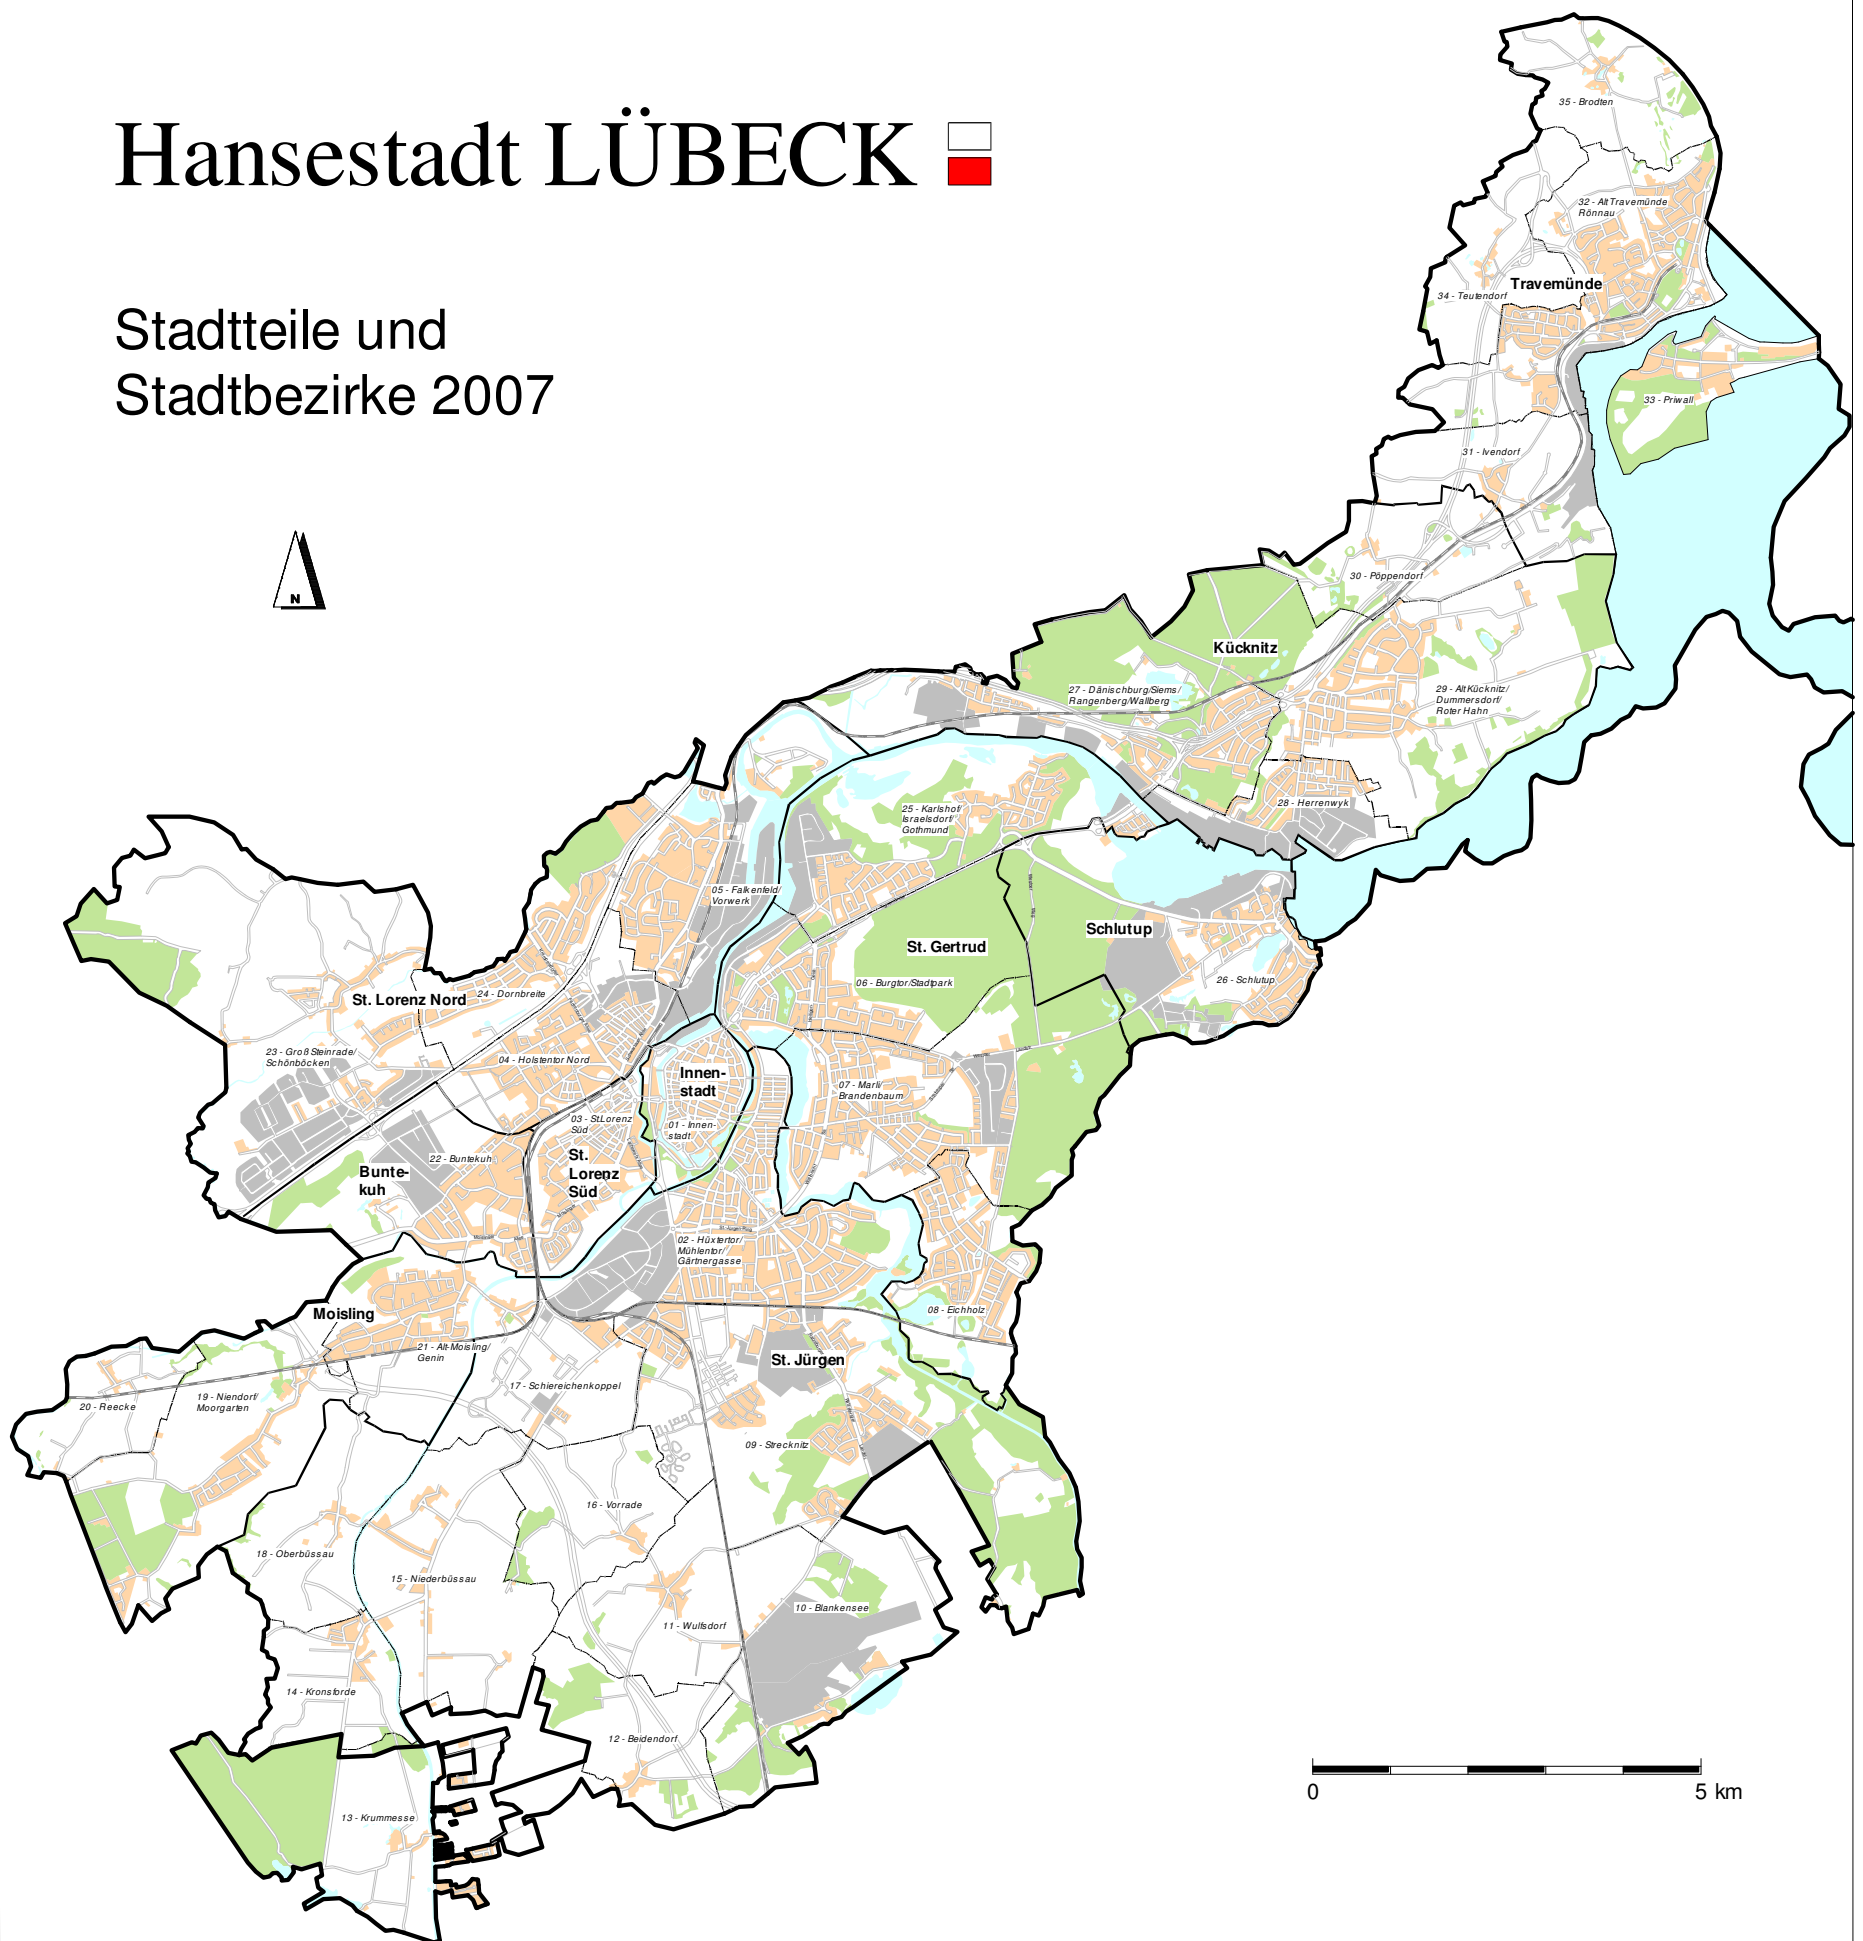 Hansestadt LÜBECK
Stadtteile und
Stadtbezirke 2007
N
35 - Brodten
32 - Alt Travemünde
Rönnau
Travemünde
34 - Teutendorf
33 - Priwall
31 - Ivendorf
30 - Pöppendorf
Kücknitz
27 - Dänischburg/Siems/
Rangenberg/Wallberg
29 - Alt Kücknitz/
Dummersdorf/
Roter Hahn
28 - Herrenwyk
25 - Karlshof/
Israelsdorf/
Gothmund
05 - Falkenfeld/
Vorwerk
St. Gertrud
Schlutup
06 - Burgtor/Stadtpark
26 - Schlutup
St. Lorenz Nord
24 - Dornbreite
23 - Groß Steinrade/
Schönböcken
04 - Holstentor Nord
Innen-
stadt
07 - Marli/
Brandenbaum
03 - St.Lorenz
Süd
01 - Innen-
stadt
22 - Buntekuh
Bunte-
kuh
St.
Lorenz
Süd
02 - Hüxtertor/
Mühlentor/
Gärtnergasse
08 - Eichholz
Moisling
21 - Alt-Moisling/
Genin
St. Jürgen
17 - Schiereichenkoppel
19 - Niendorf/
Moorgarten
20 - Reecke
09 - Strecknitz
16 - Vorrade
18 - Oberbüssau
15 - Niederbüssau
10 - Blankensee
11 - Wulfsdorf
14 - Kronsforde
12 - Beidendorf
13 - Krummesse
0
5 km